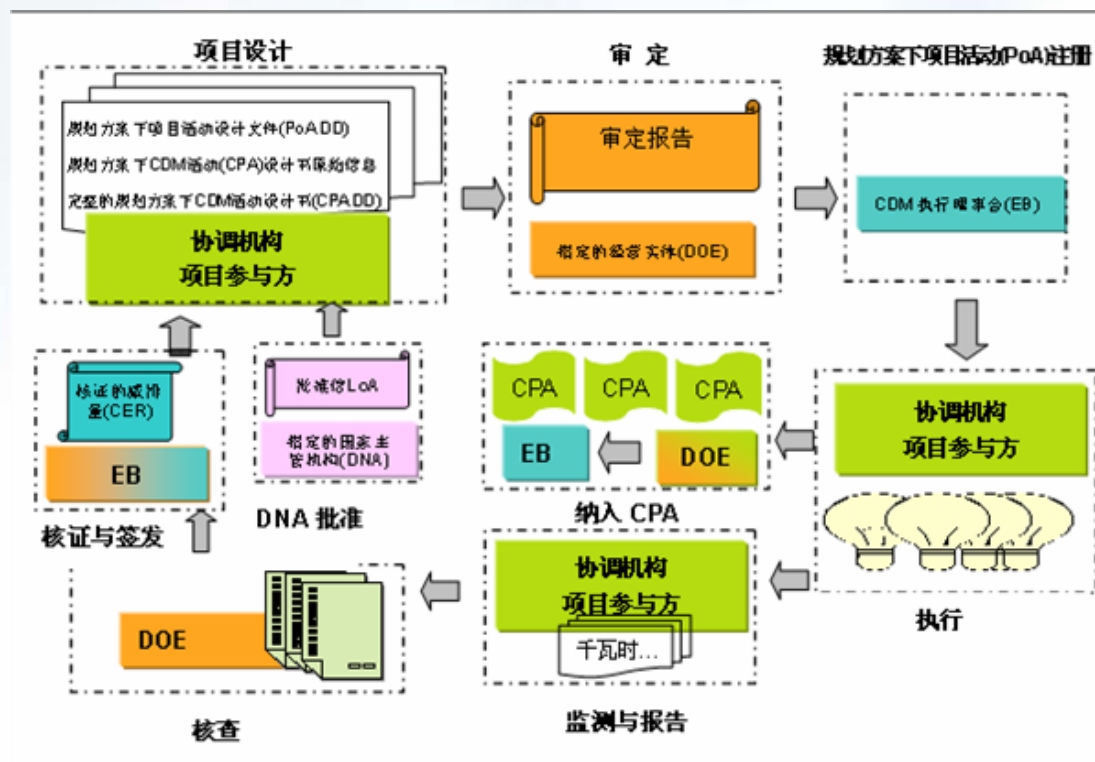 项目设计
规划方案下项目活动设计文件(PoADD)
规划方案下CDM活动(CPA)设计书原始信息
完整的规划方案下CDM活动设计书(CPADD)
协调机构
项目参与方
审 定
审定报告
指定的经营实体(DOE)
规划方案下项目活动(PoA)注册
CDM 执行理事会(EB)
核证的减排
量(CER)
EB
核证与签发
批准信LoA
指定的国家主
管机构(DNA)
DNA 批准
CPA
CPA
CPA
EB
DOE
纳入 CPA
协调机构
项目参与方
执行
DOE
核查
协调机构
项目参与方
千瓦时...
监测与报告